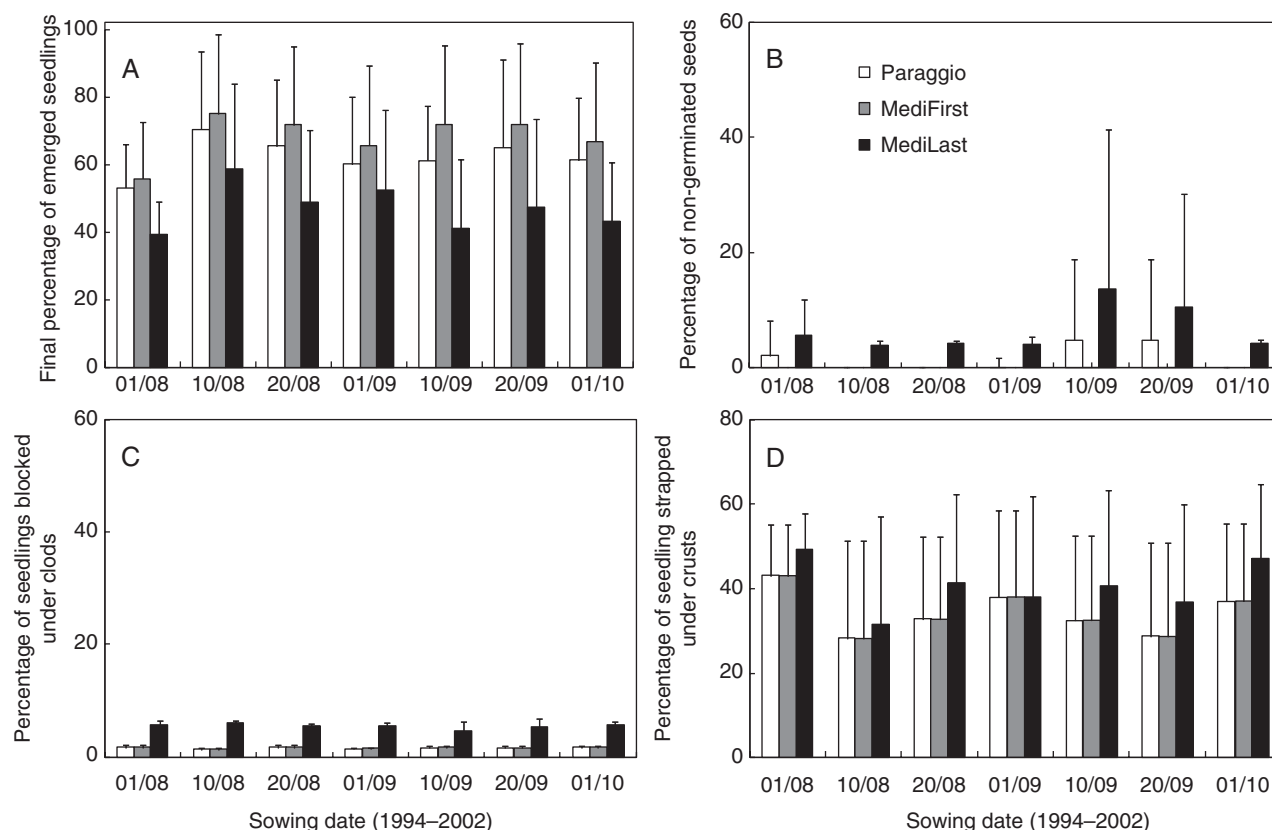 A
Final percentage of emerged seedlings
100
80
60
40
20
0
01/08 10/08 20/08 01/09 10/09 20/09 01/10
B
Percentage of non-germinated seeds
60
40
20
0
Paraggio
MediFirst
MediLast
01/08 10/08 20/08 01/09 10/09 20/09 01/10
C
Percentage of seedlings blocked
under clods
60
40
20
0
01/08 10/08 20/08 01/09 10/09 20/09 01/10
Sowing date (1994–2002)
D
Percentage of seedling strapped
under crusts
80
60
40
20
0
01/08 10/08 20/08 01/09 10/09 20/09 01/10
Sowing date (1994–2002)